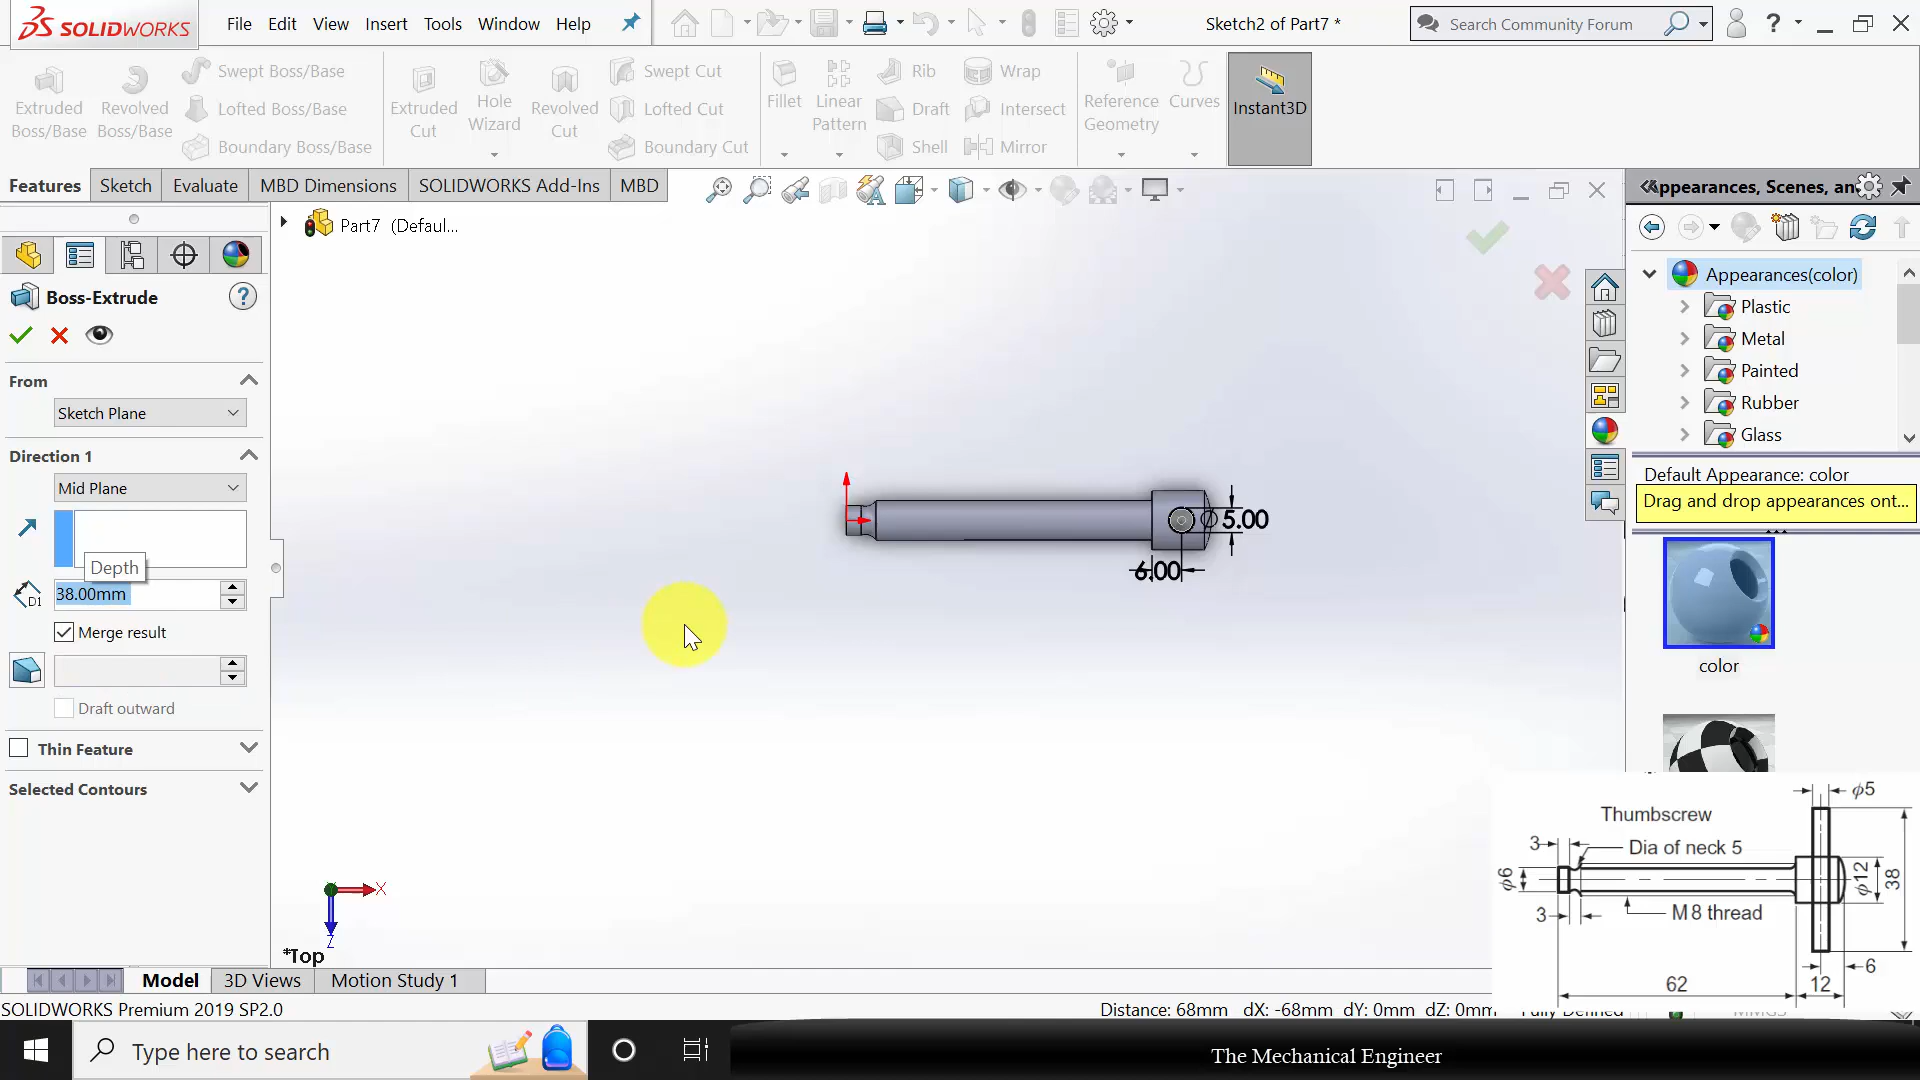 SOLIDWORKS File Edit View Insert Tools Window Help Sketch2 of Part7 * Search Community Forum ?
Extruded Boss/Base
Revolved Boss/Base
Swept Boss/Base
Lofted Boss/Base
Boundary Boss/Base
Extruded Cut
Hole Wizard
Revolved Cut
Swept Cut
Lofted Cut
Boundary Cut
Fillet
Linear Pattern
Rib
Draft
Shell
Wrap
Intersect
Mirror
Reference Geometry
Curves
Instant3D
Features Sketch Evaluate MBD Dimensions SOLIDWORKS Add-Ins MBD
Part7 (Defaul...
Boss-Extrude ?
From
Sketch Plane
Direction 1
Mid Plane
Depth
D1 38.00mm
Merge result
Draft outward
Thin Feature
Selected Contours
∅5.00
6.00
X
Z
*Top
Appearances, Scenes, an
Appearances(color)
Plastic
Metal
Painted
Rubber
Glass
Default Appearance: color
Drag and drop appearances ont...
color
Thumbscrew
ϕ5
3
Dia of neck 5
ϕ6
ϕ12
38
3
M8 thread
6
62
12
Model 3D Views Motion Study 1
SOLIDWORKS Premium 2019 SP2.0 Distance: 68mm dX: -68mm dY: 0mm dZ: 0mm Fully Defined MMGS
Type here to search
The Mechanical Engineer